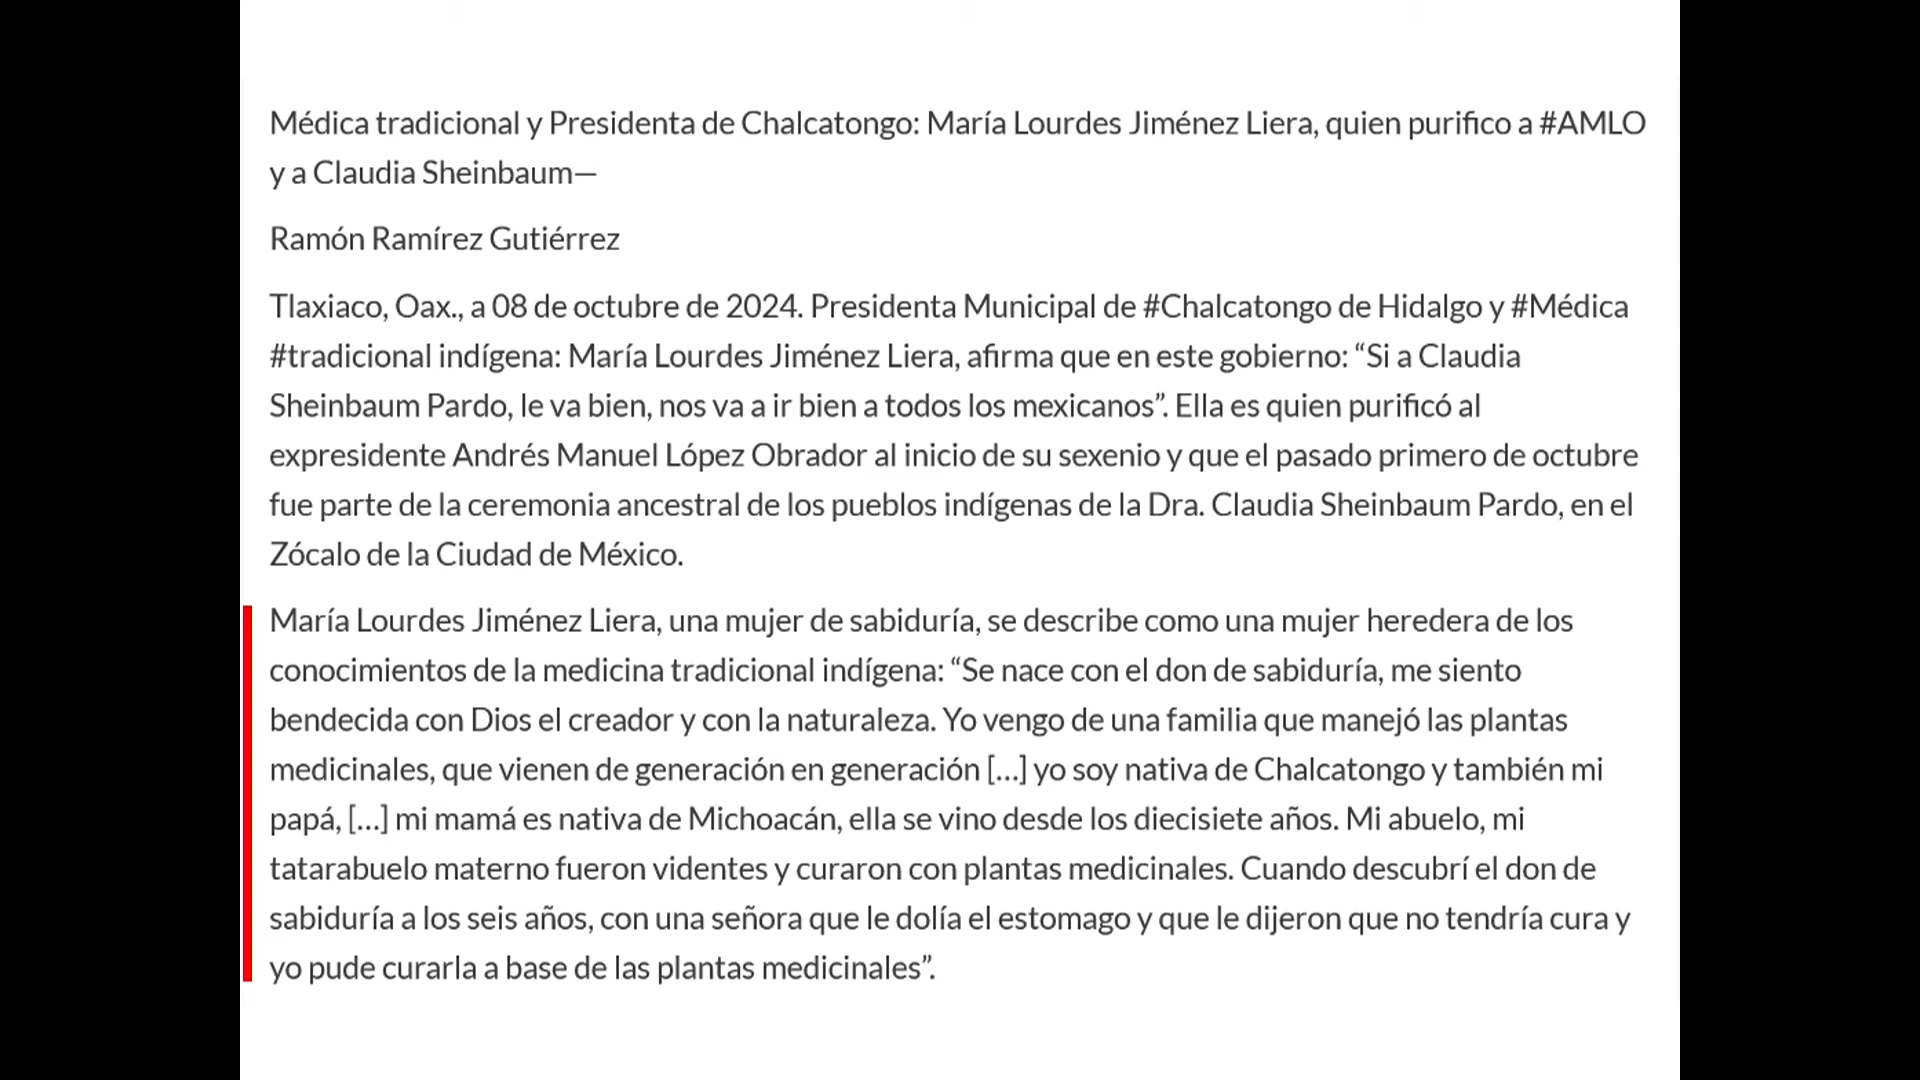 Médica tradicional y Presidenta de Chalcatongo: María Lourdes Jiménez Liera, quien purifico a #AMLO
y a Claudia Sheinbaum—
Ramón Ramírez Gutiérrez
Tlaxiaco, Oax., a 08 de octubre de 2024. Presidenta Municipal de #Chalcatongo de Hidalgo y #Médica
#tradicional indígena: María Lourdes Jiménez Liera, afirma que en este gobierno: “Si a Claudia
Sheinbaum Pardo, le va bien, nos va a ir bien a todos los mexicanos”. Ella es quien purificó al
expresidente Andrés Manuel López Obrador al inicio de su sexenio y que el pasado primero de octubre
fue parte de la ceremonia ancestral de los pueblos indígenas de la Dra. Claudia Sheinbaum Pardo, en el
Zócalo de la Ciudad de México.
María Lourdes Jiménez Liera, una mujer de sabiduría, se describe como una mujer heredera de los
conocimientos de la medicina tradicional indígena: “Se nace con el don de sabiduría, me siento
bendecida con Dios el creador y con la naturaleza. Yo vengo de una familia que manejó las plantas
medicinales, que vienen de generación en generación […] yo soy nativa de Chalcatongo y también mi
papá, […] mi mamá es nativa de Michoacán, ella se vino desde los diecisiete años. Mi abuelo, mi
tatarabuelo materno fueron videntes y curaron con plantas medicinales. Cuando descubrí el don de
sabiduría a los seis años, con una señora que le dolía el estomago y que le dijeron que no tendría cura y
yo pude curarla a base de las plantas medicinales”.